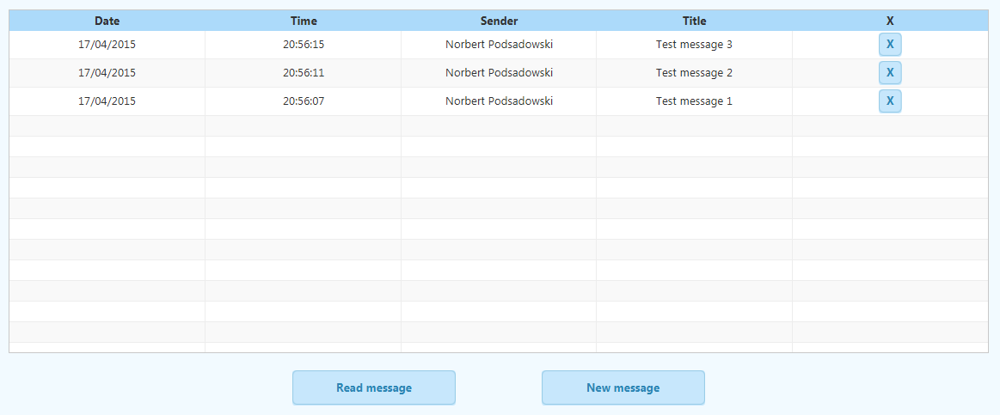 Date Time Sender Title X
17/04/2015 20:56:15 Norbert Podsadowski Test message 3 X
17/04/2015 20:56:11 Norbert Podsadowski Test message 2 X
17/04/2015 20:56:07 Norbert Podsadowski Test message 1 X
Read message New message